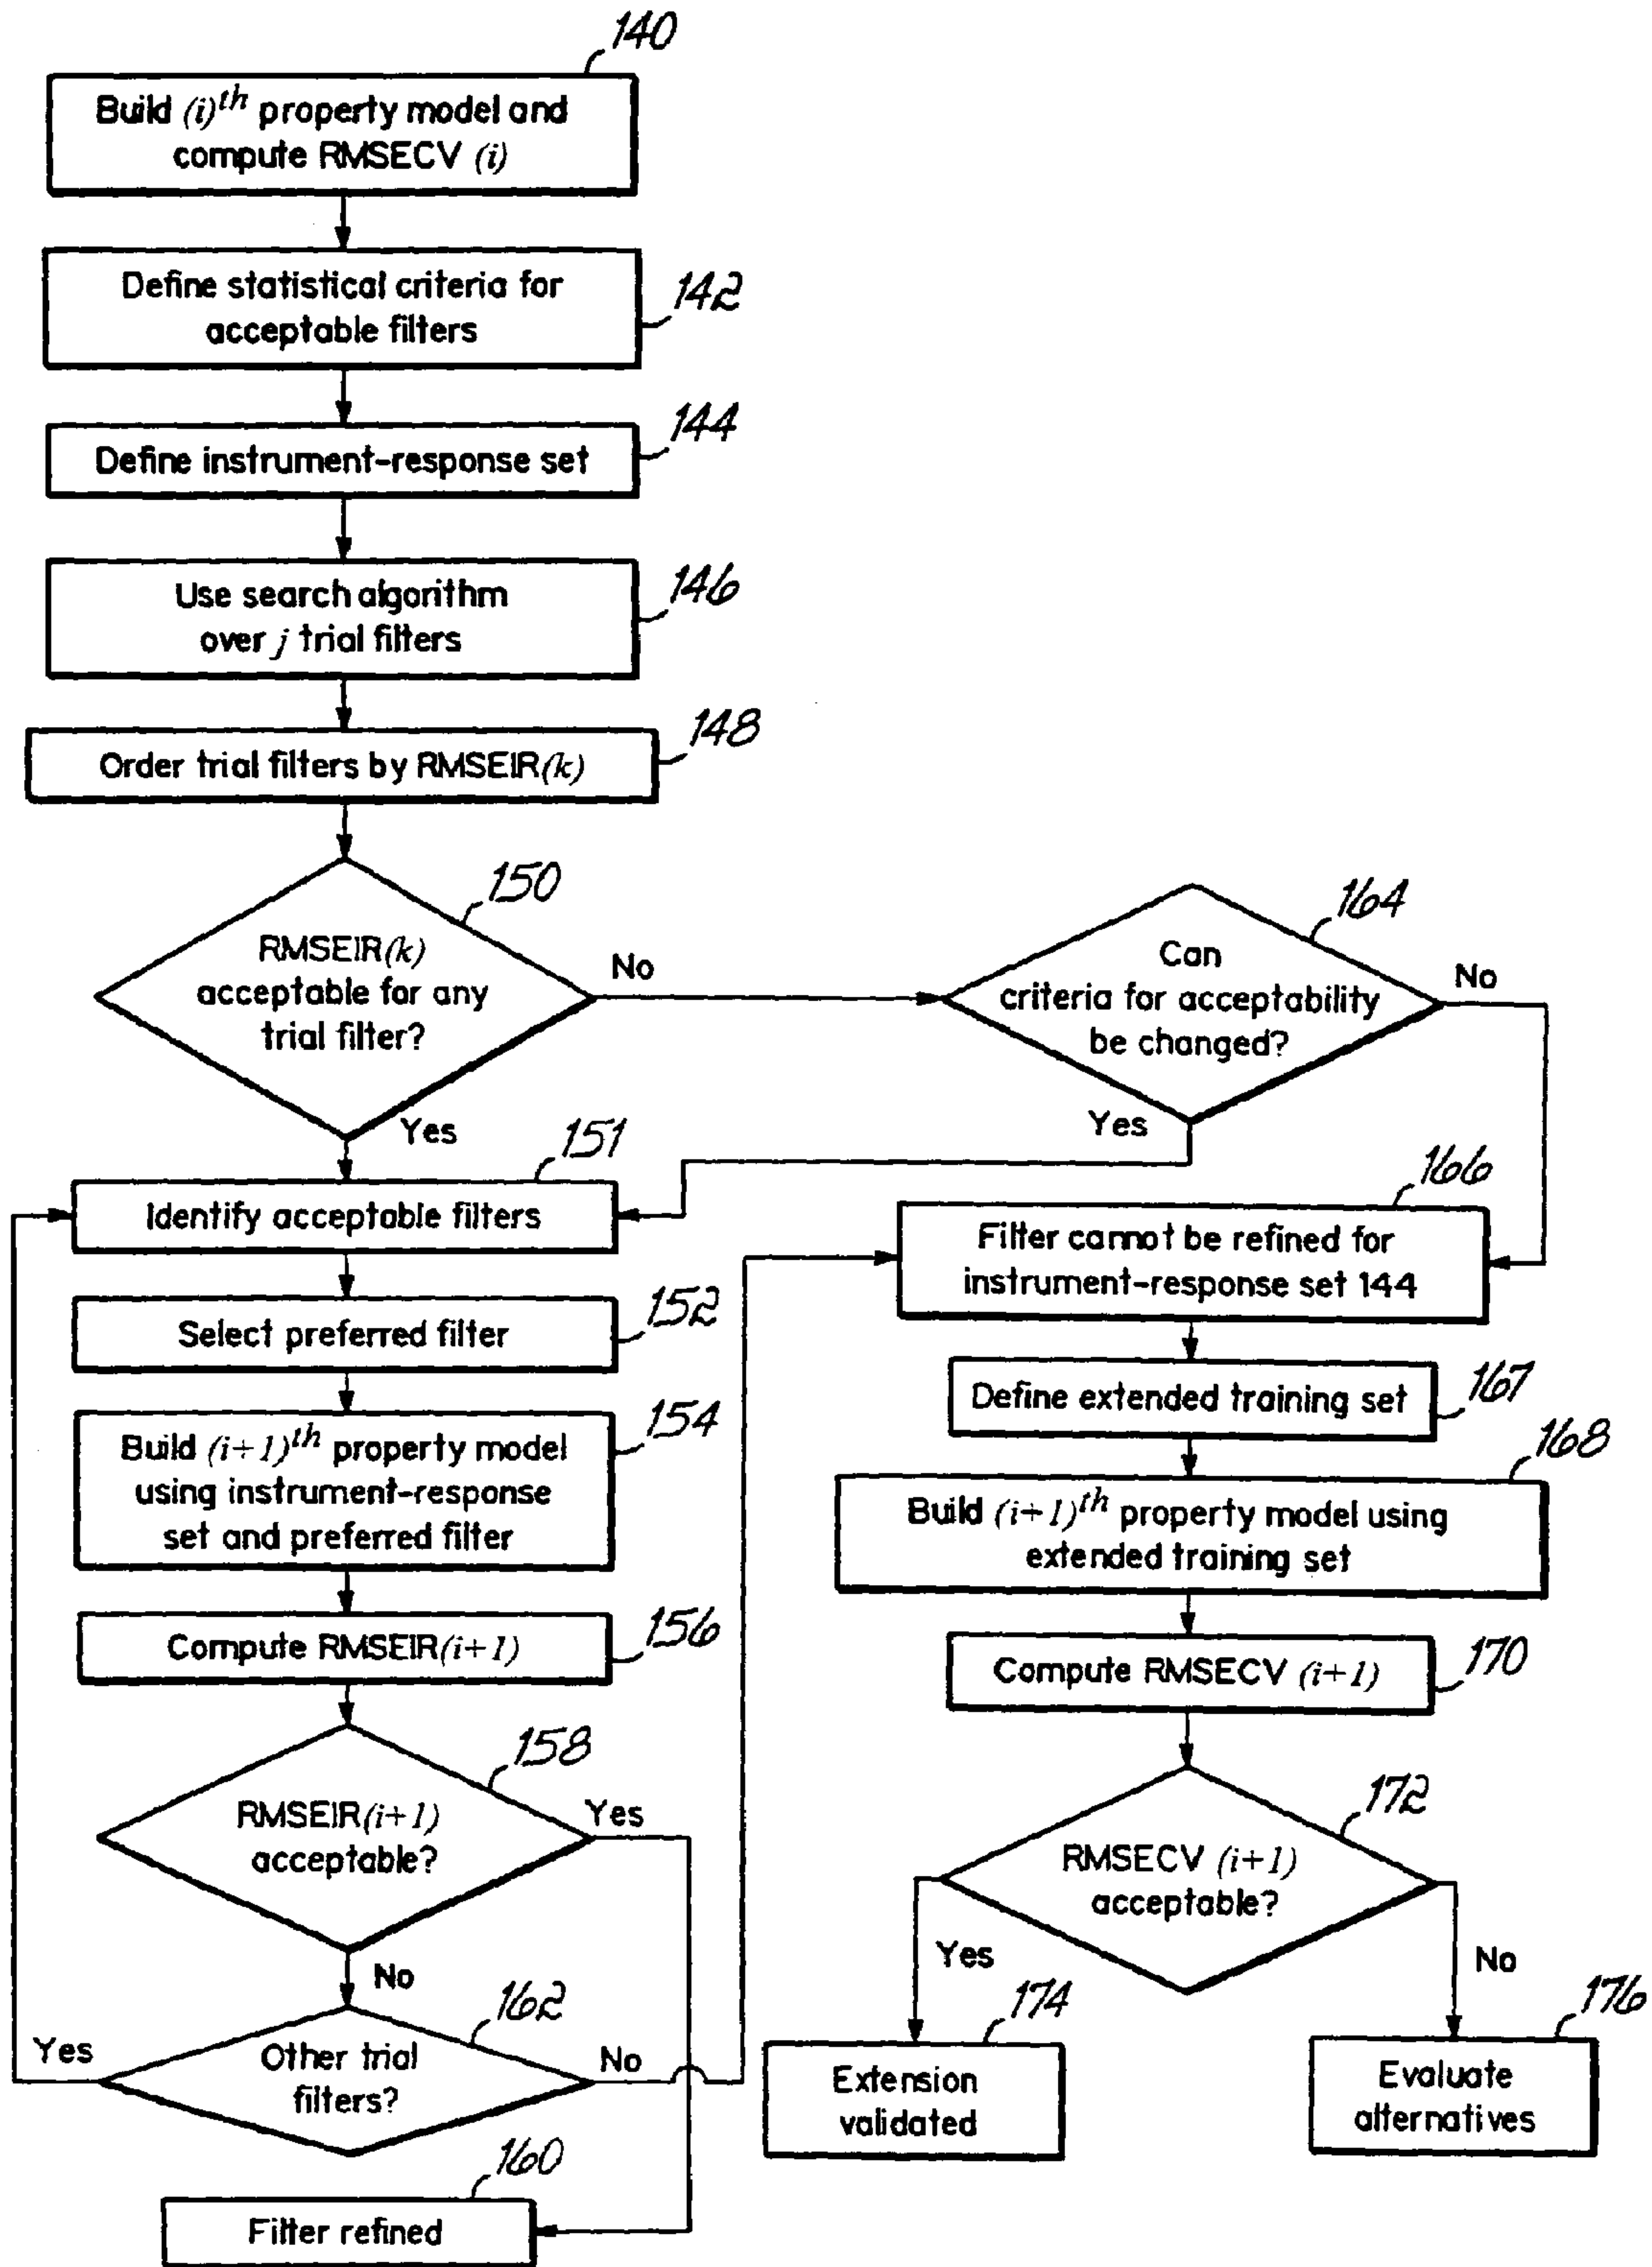 140
Build (i)th property model and
compute RMSECV (i)
Define statistical criteria for
acceptable filters
142
Define instrument-response set
144
Use search algorithm
over j trial filters
146
Order trial filters by RMSEIR(k)
148
150
RMSEIR(k)
acceptable for any
trial filter?
No
Yes
164
Can
criteria for acceptability
be changed?
No
Yes
151
Identify acceptable filters
Select preferred filter
152
Build (i+1)th property model
using instrument-response
set and preferred filter
154
Compute RMSEIR(i+1)
156
158
RMSEIR(i+1)
acceptable?
Yes
No
162
Other trial
filters?
Yes
No
160
Filter refined
166
Filter cannot be refined for
instrument-response set 144
Define extended training set
167
168
Build (i+1)th property model using
extended training set
Compute RMSECV (i+1)
170
172
RMSECV (i+1)
acceptable?
Yes
No
174
Extension
validated
176
Evaluate
alternatives